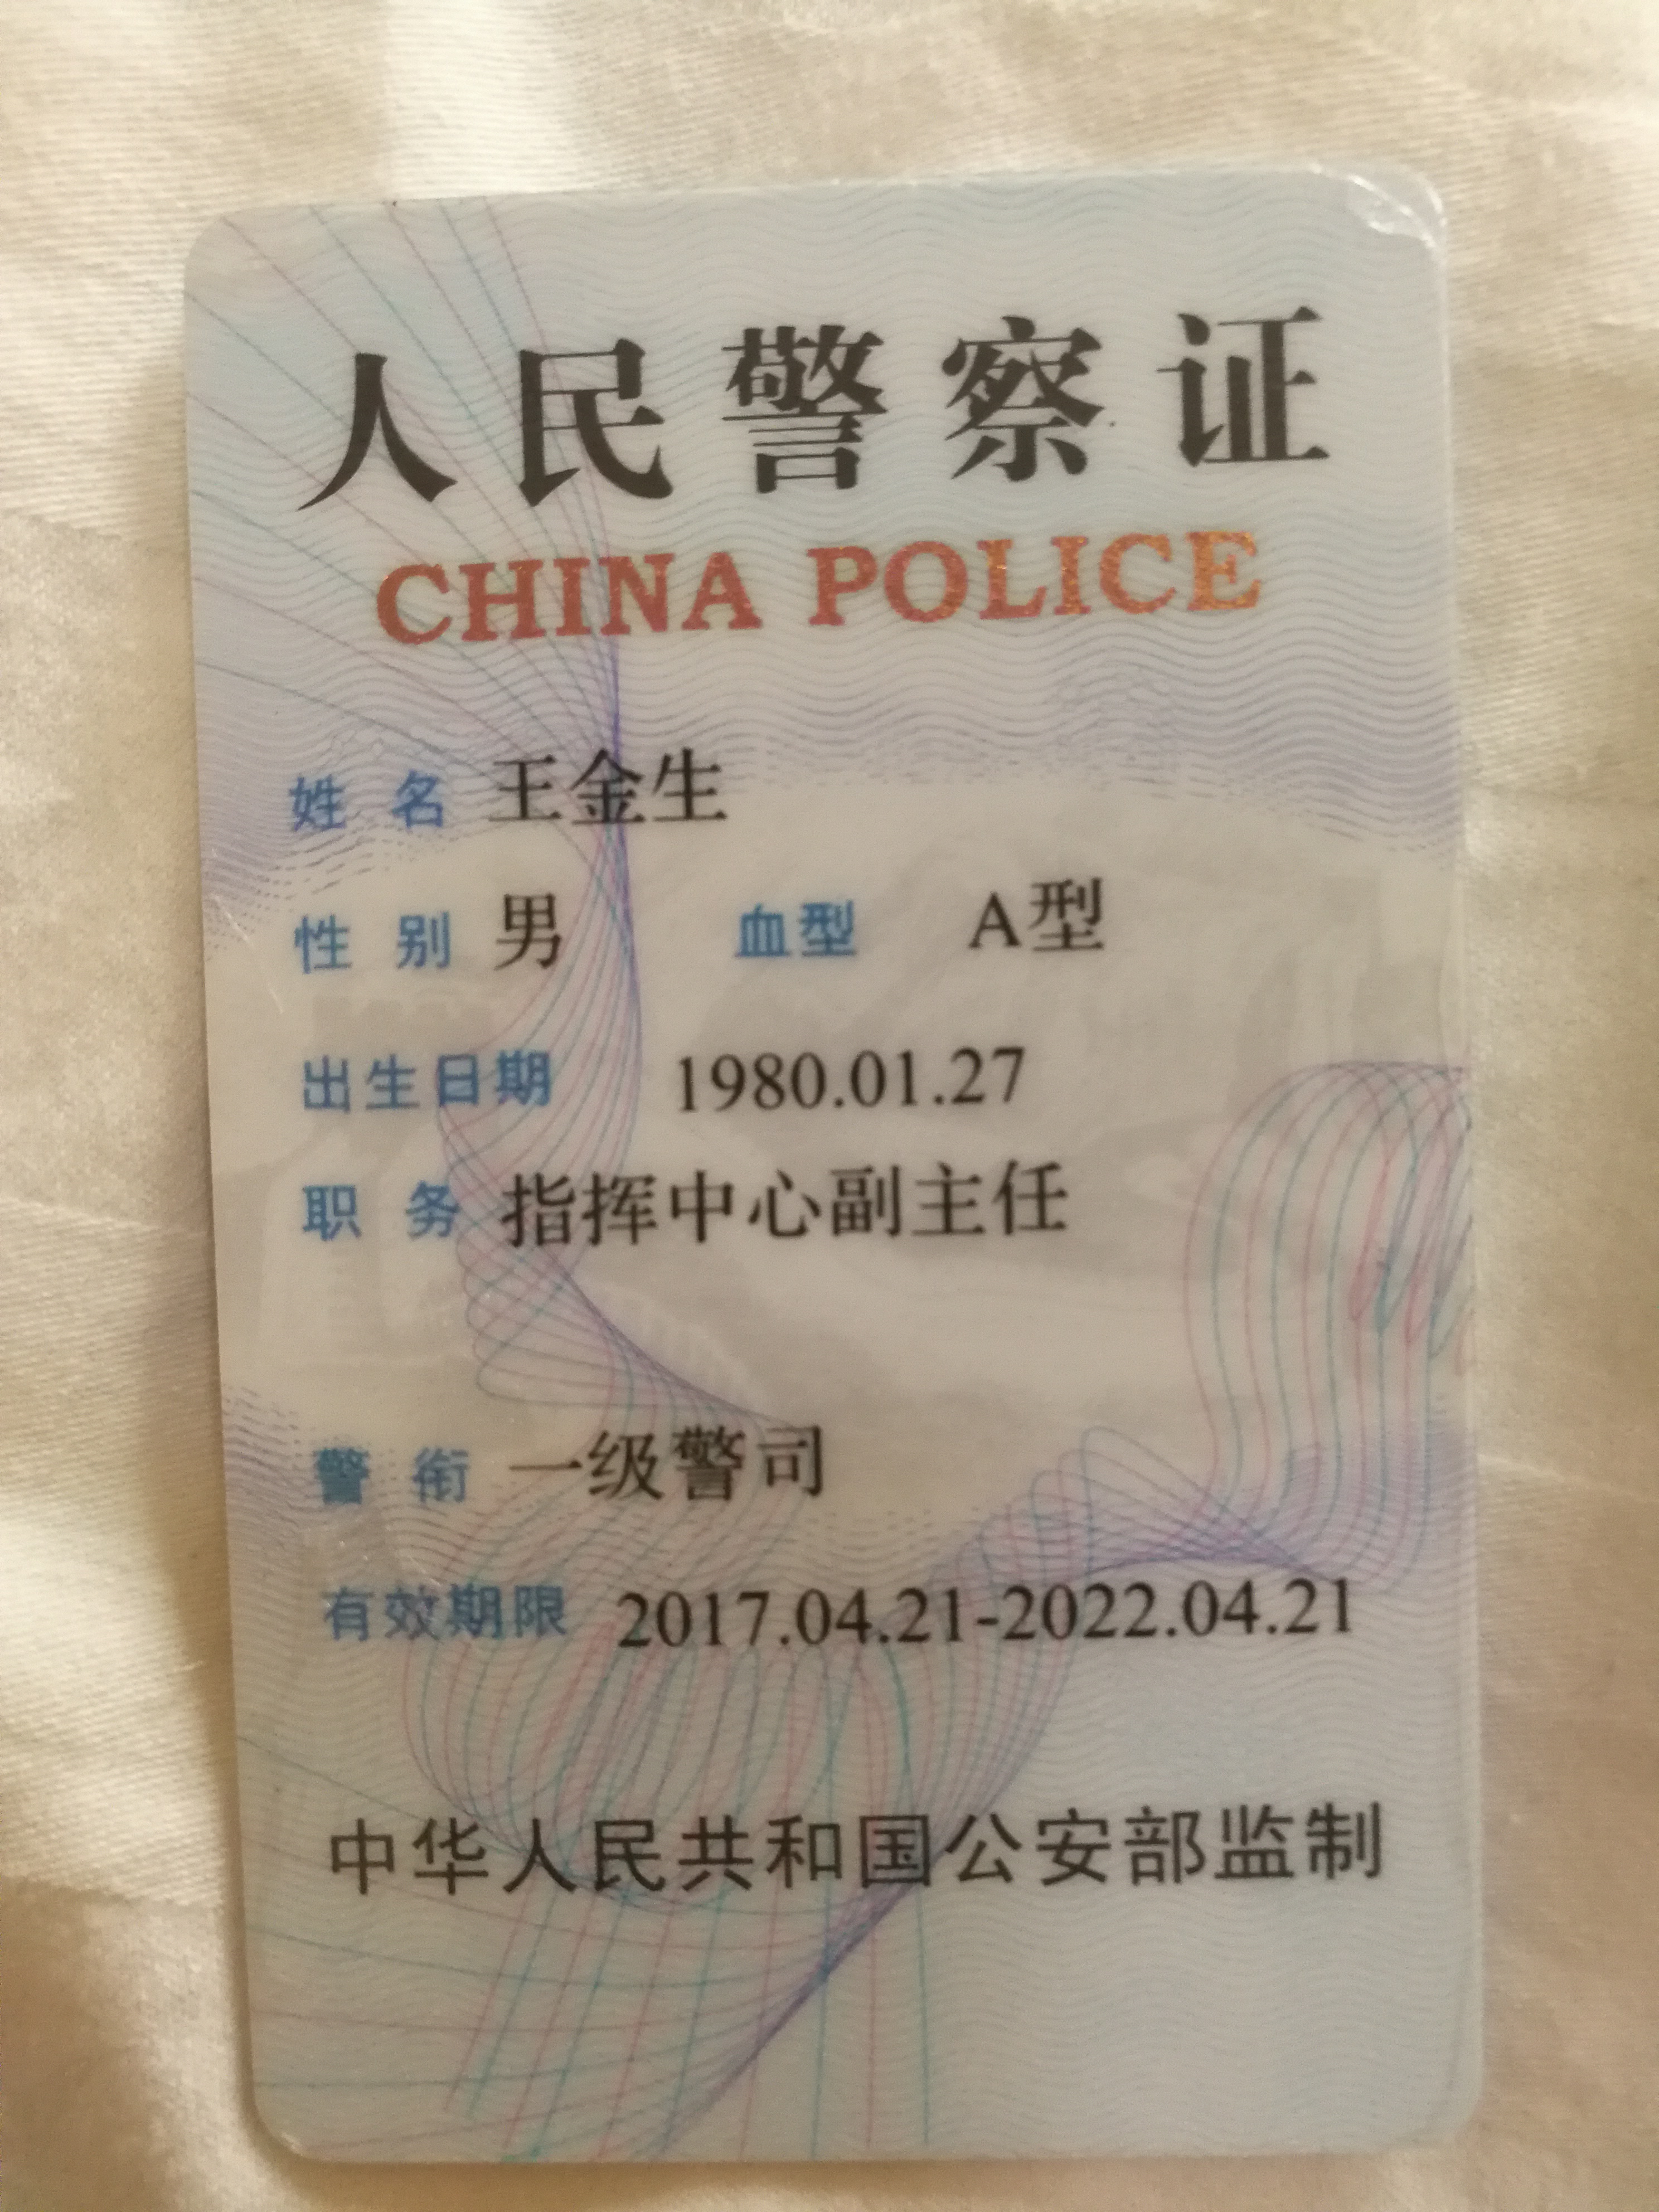 人民警察证
CHINA POLICE
姓名 王金生
性别 男 血型 A型
出生日期 1980.01.27
职务 指挥中心副主任
警衔 一级警司
有效期限 2017.04.21-2022.04.21
中华人民共和国公安部监制